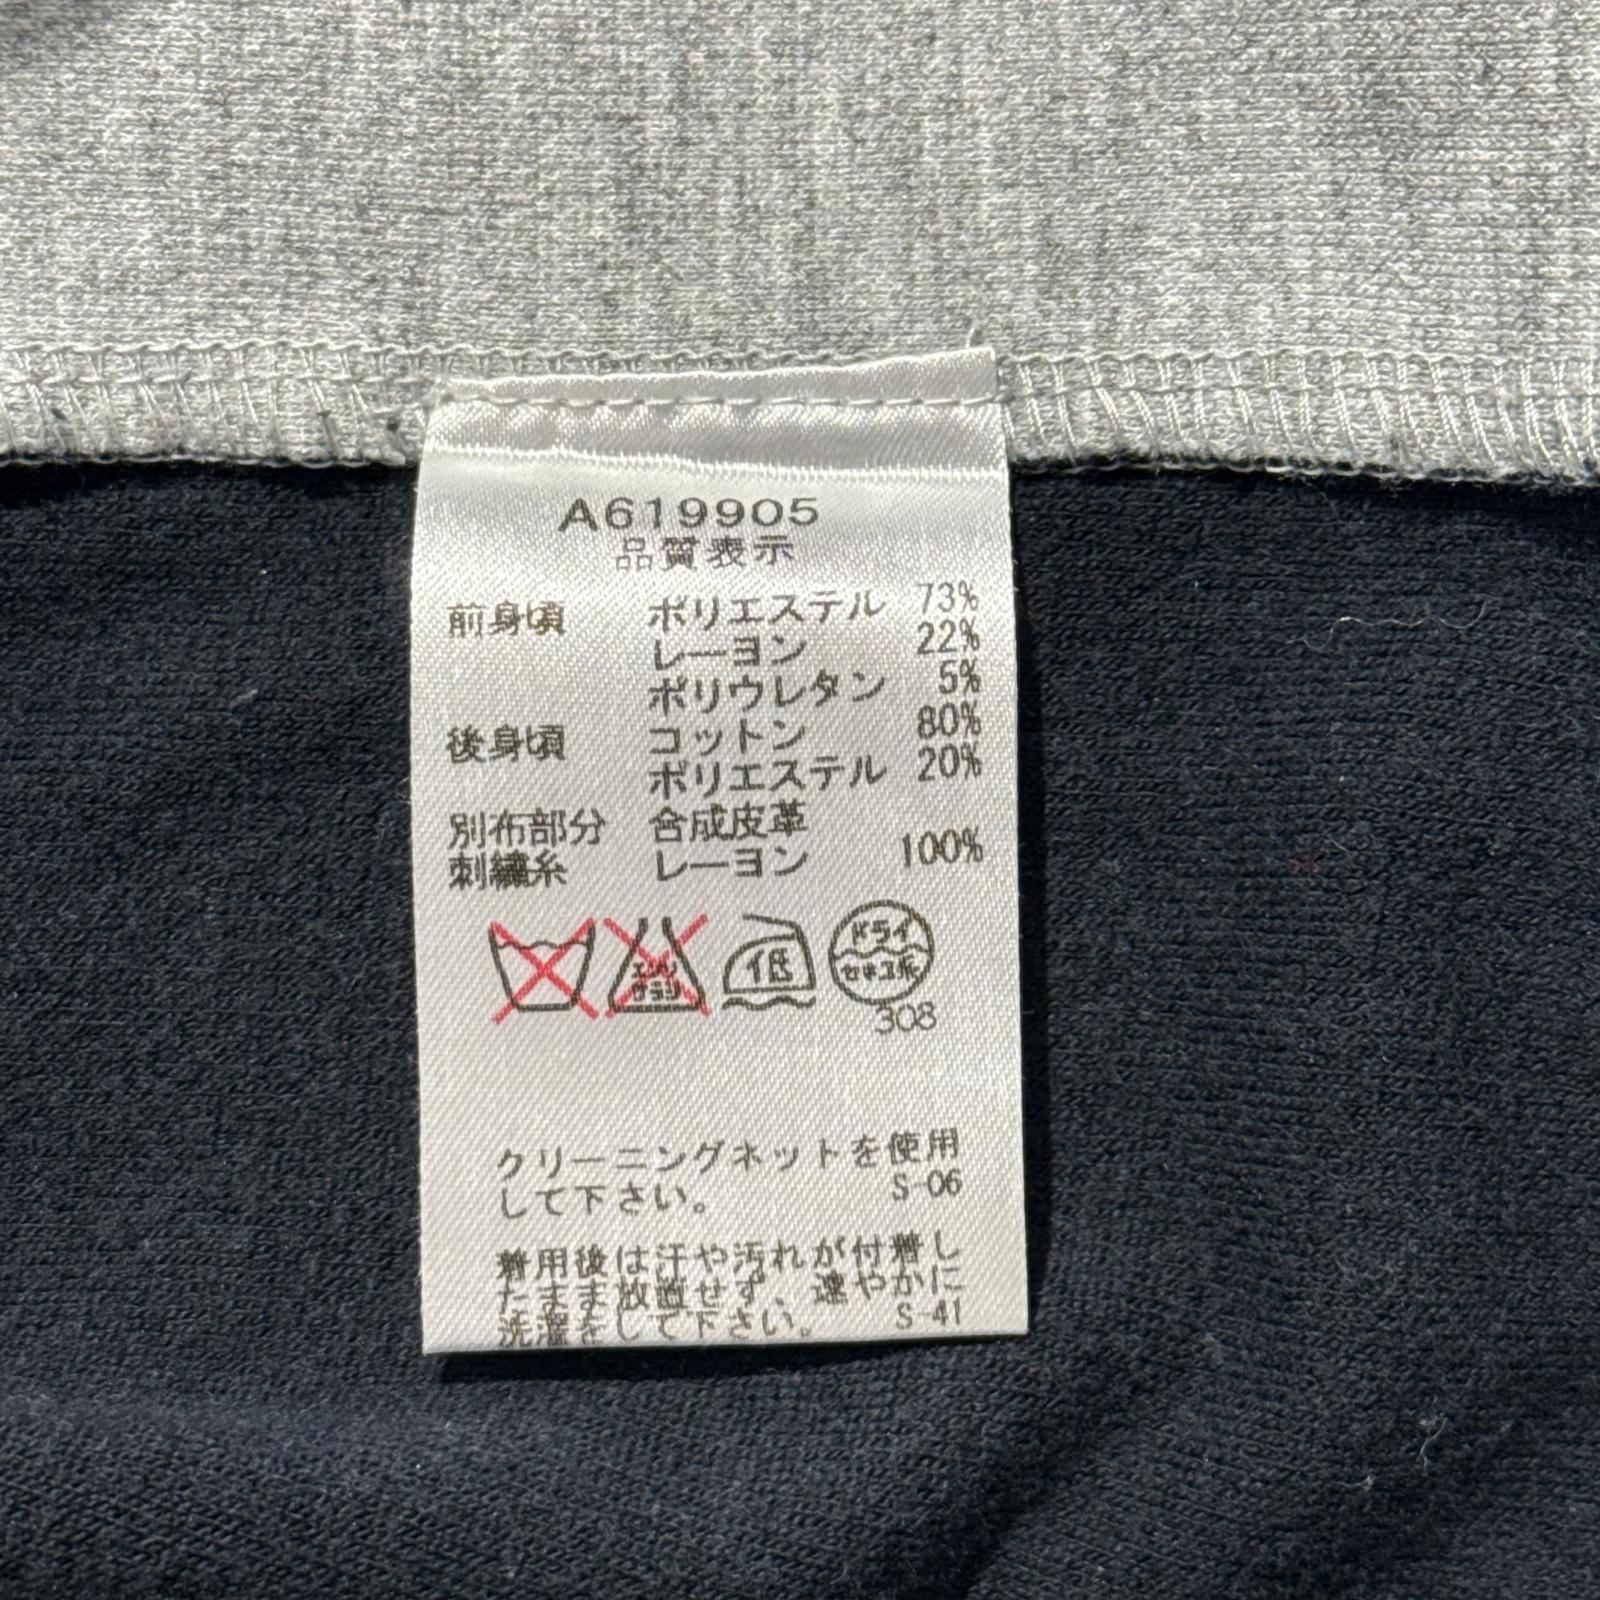 A619905
品質表示
前身頃 ポリエステル 73%
レーヨン 22%
ポリウレタン 5%
後身頃 コットン 80%
ポリエステル 20%
別布部分 合成皮革
刺繍糸 レーヨン 100%
エンソ
サラシ
低
ドライ
セキユ系
308
クリーニングネットを使用
して下さい。 S-06
着用後は汗や汚れが付着し
たまま放置せず、速やかに
洗濯をして下さい。 S-41